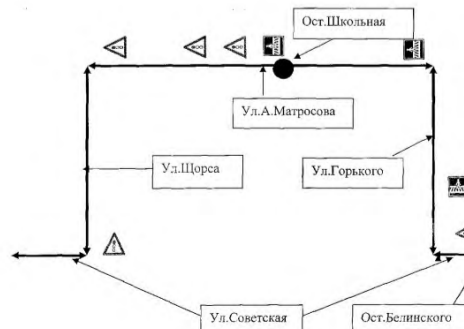 Ост.Школьная
Ул.А.Матросова
Ул.Щорса
Ул.Горького
Ул.Советская
Ост.Белинского